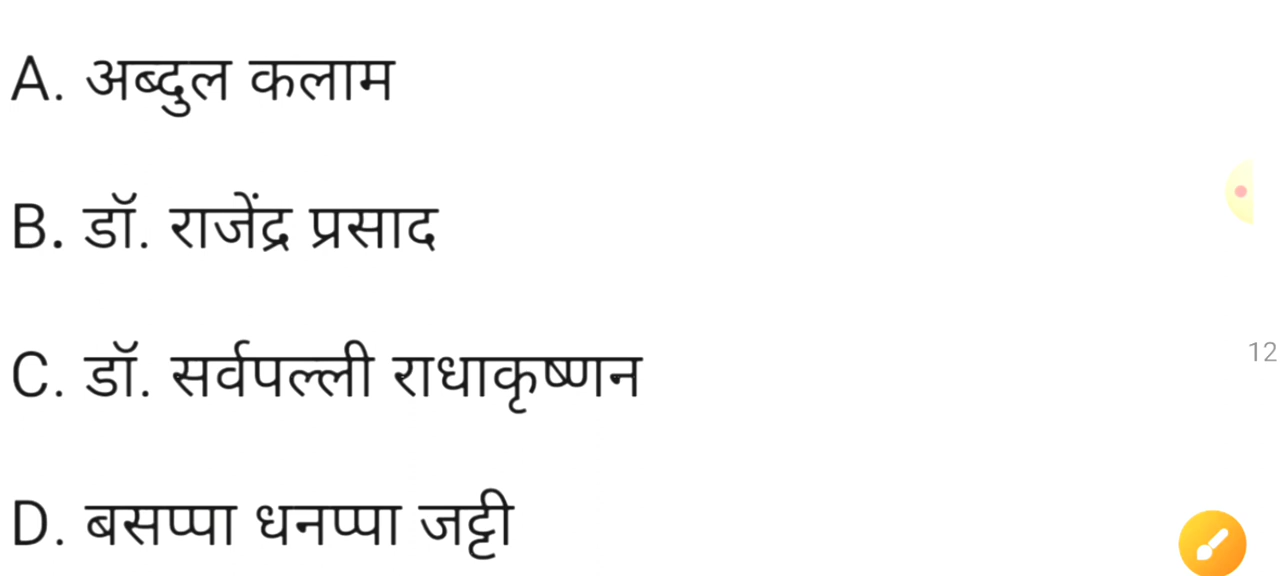 A. अब्दुल कलाम
B. डॉ. राजेंद्र प्रसाद
12
C. डॉ. सर्वपल्ली राधाकृष्णन
D. बसप्पा धनप्पा जट्टी